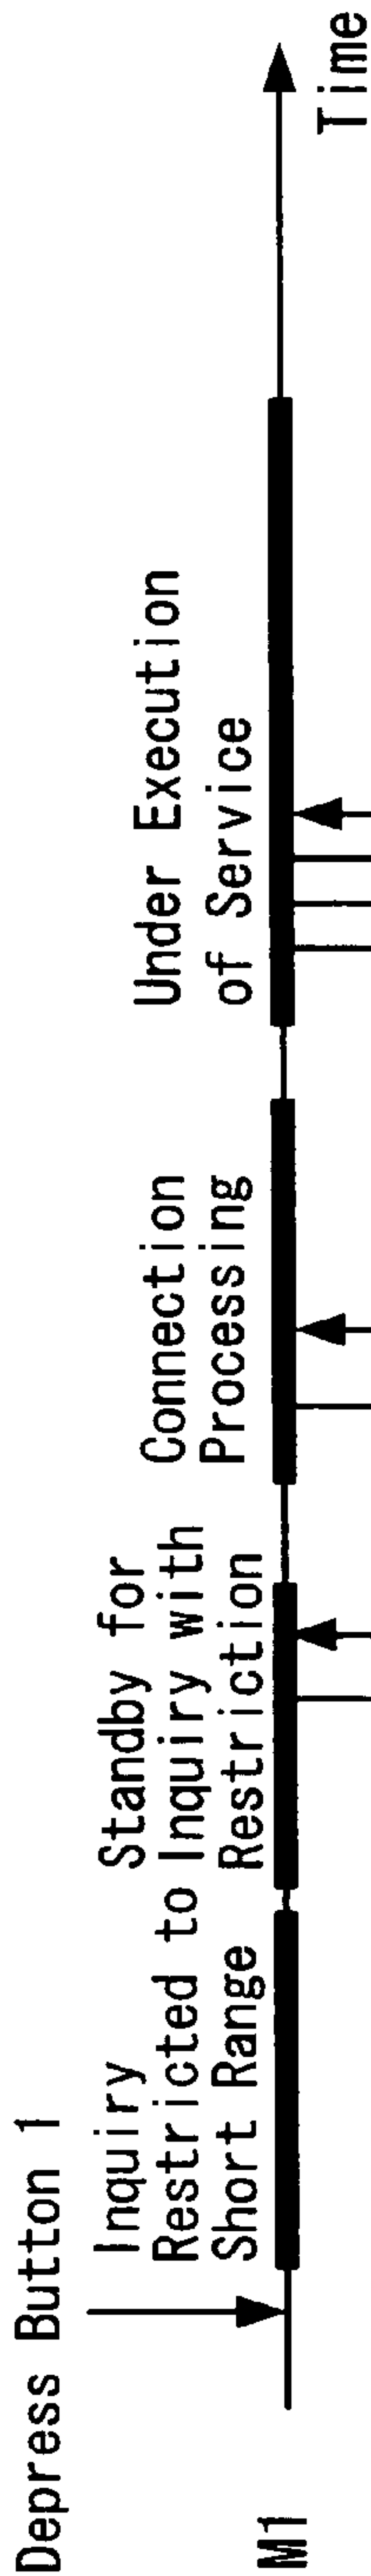 Depress Button 1
Inquiry
Restricted to
Short Range
Standby for
Inquiry with
Restriction
Connection
Processing
Under Execution
of Service
M1
Time